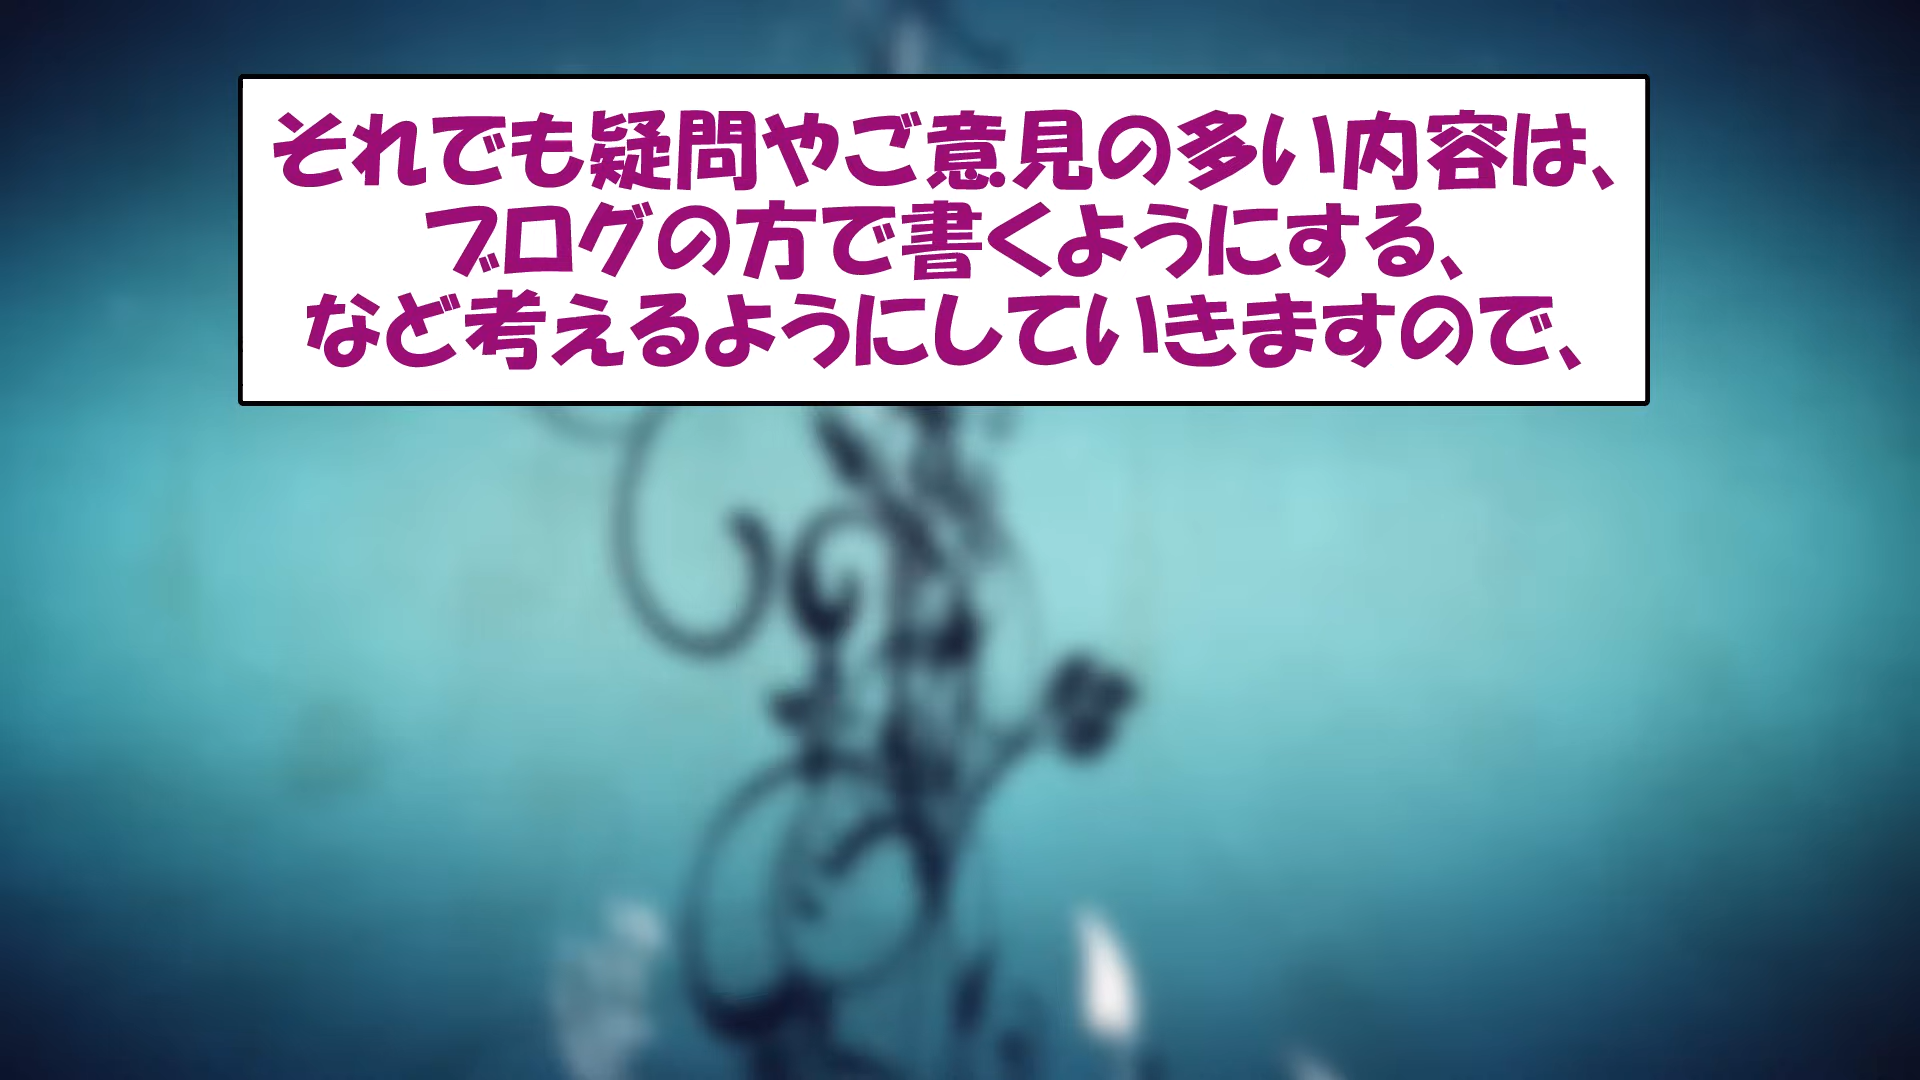 それでも疑問やご意見の多い内容は、
ブログの方で書くようにする、
など考えるようにしていきますので、